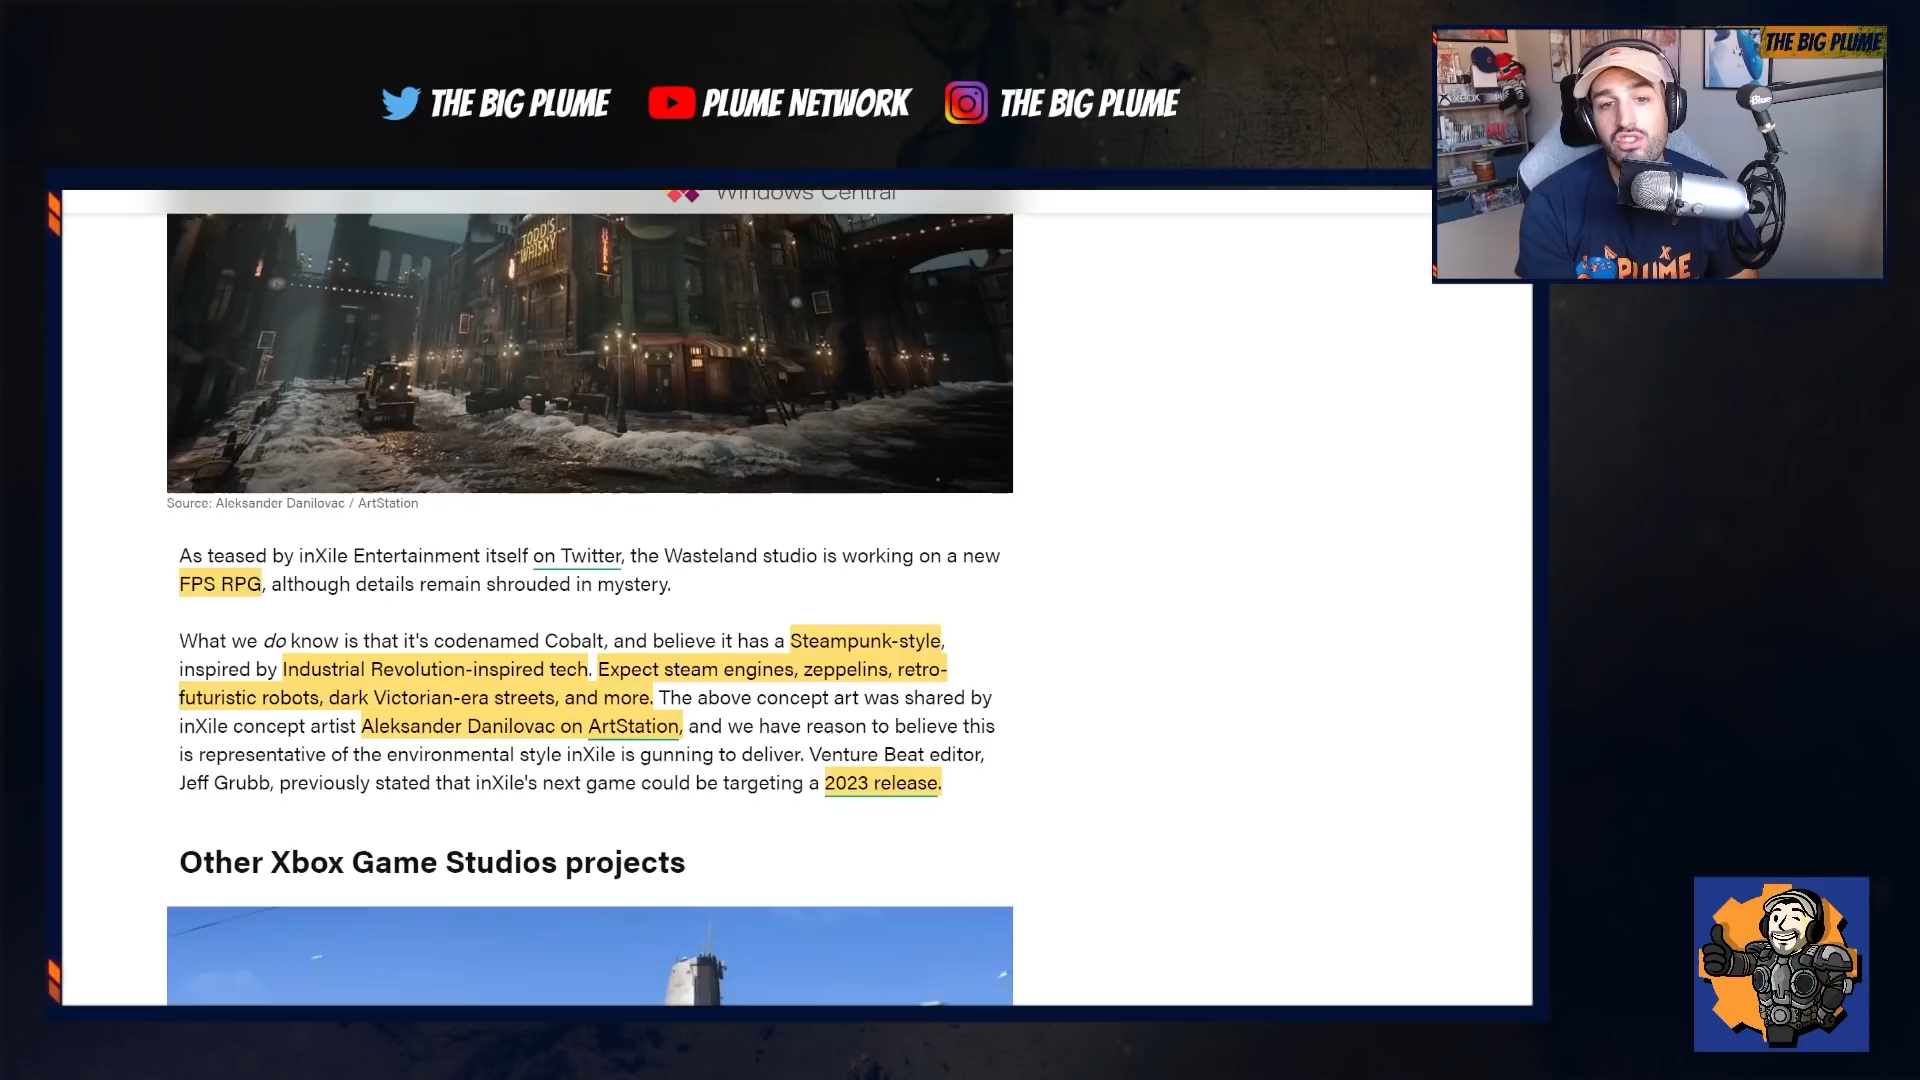 THE BIG PLUME
PLUME NETWORK
THE BIG PLUME
THE BIG PLUME
XBOX
Blue
PLUME
Windows Central
TODD'S
WHISKY
HOTEL
Source: Aleksander Danilovac / ArtStation
As teased by inXile Entertainment itself on Twitter, the Wasteland studio is working on a new
FPS RPG, although details remain shrouded in mystery.
What we do know is that it's codenamed Cobalt, and believe it has a Steampunk-style,
inspired by Industrial Revolution-inspired tech. Expect steam engines, zeppelins, retro-
futuristic robots, dark Victorian-era streets, and more. The above concept art was shared by
inXile concept artist Aleksander Danilovac on ArtStation, and we have reason to believe this
is representative of the environmental style inXile is gunning to deliver. Venture Beat editor,
Jeff Grubb, previously stated that inXile's next game could be targeting a 2023 release.
Other Xbox Game Studios projects